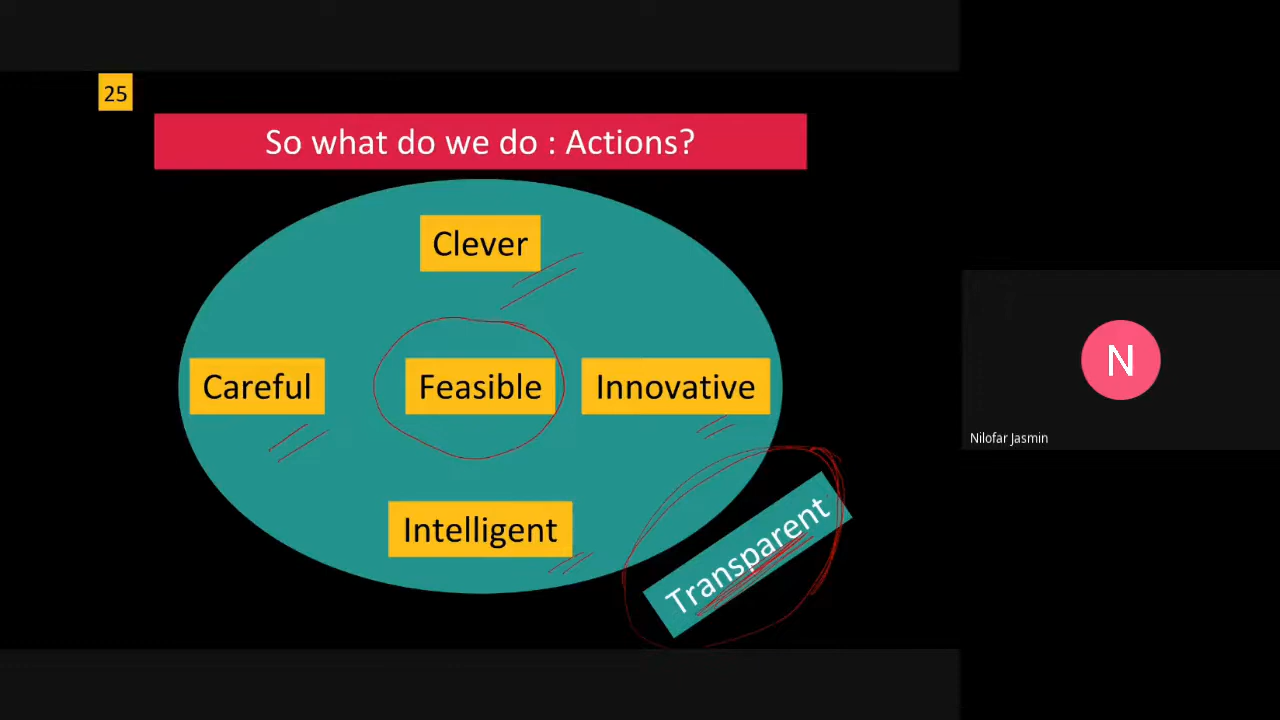 25
So what do we do : Actions?
Clever
Careful
Feasible
Innovative
Intelligent
Transparent
N
Nilofar Jasmin